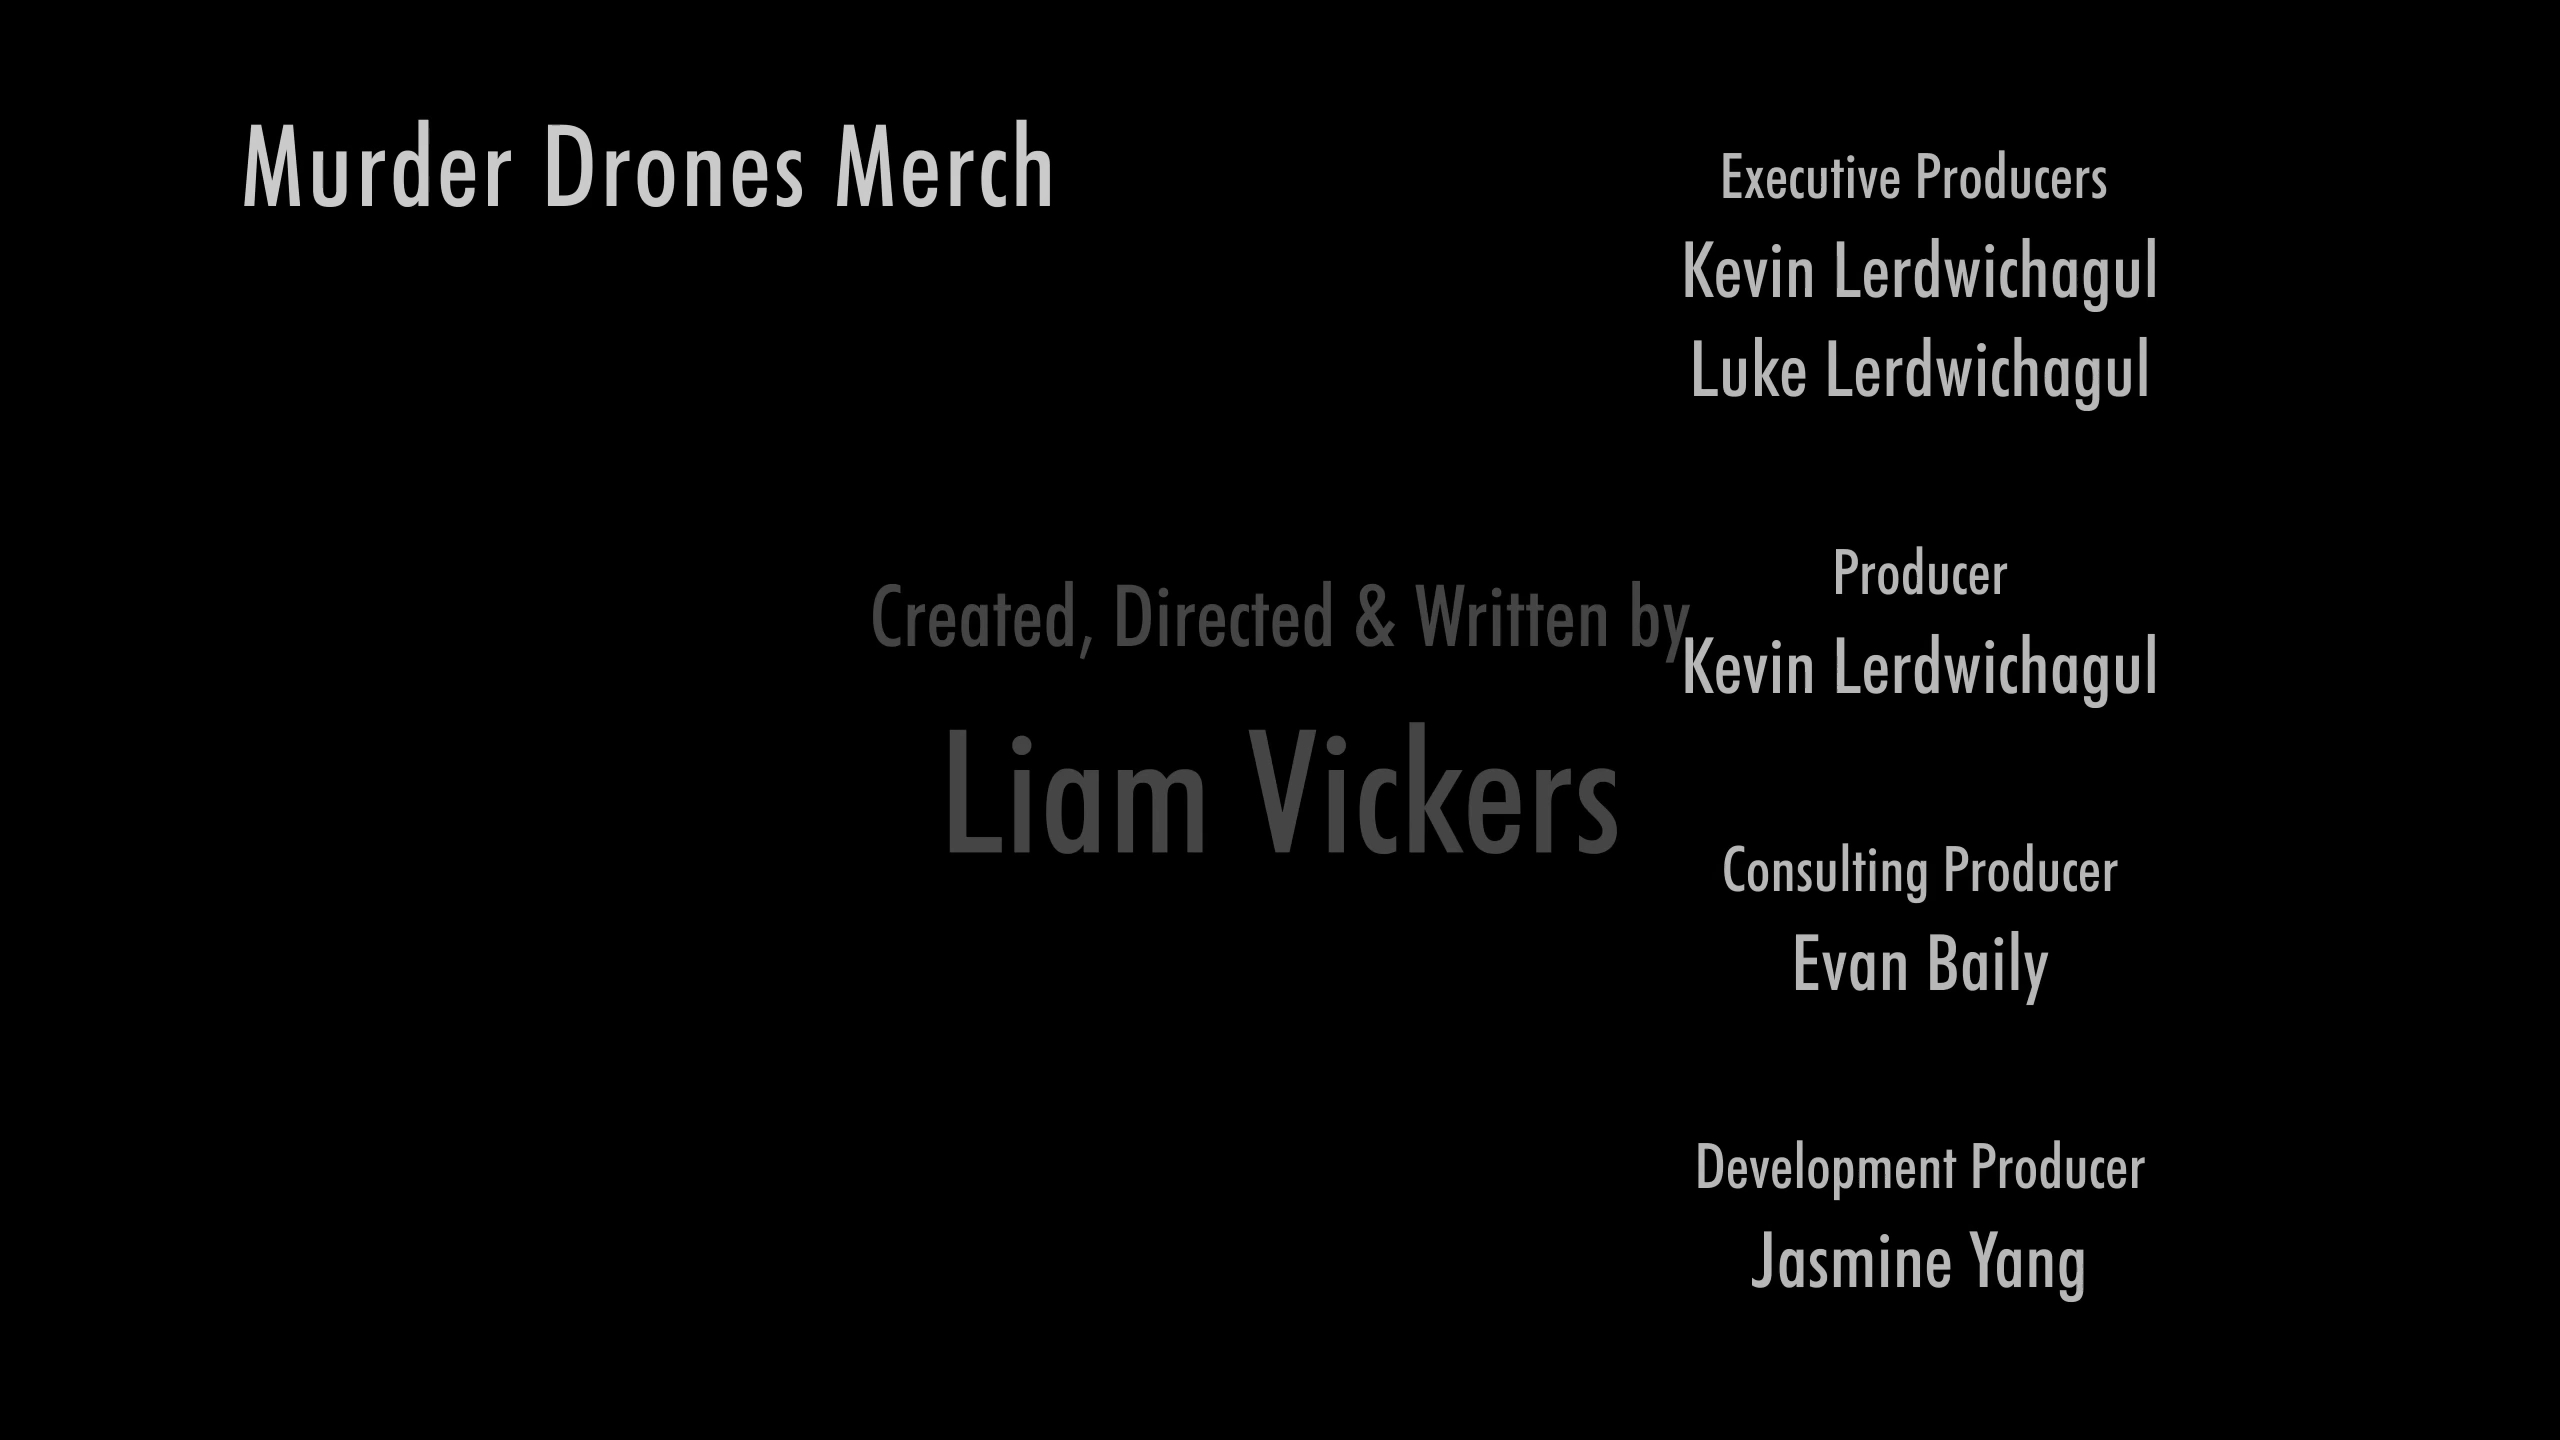 Murder Drones Merch
Created, Directed & Written by
Liam Vickers
Executive Producers
Kevin Lerdwichagul
Luke Lerdwichagul
Producer
Kevin Lerdwichagul
Consulting Producer
Evan Baily
Development Producer
Jasmine Yang